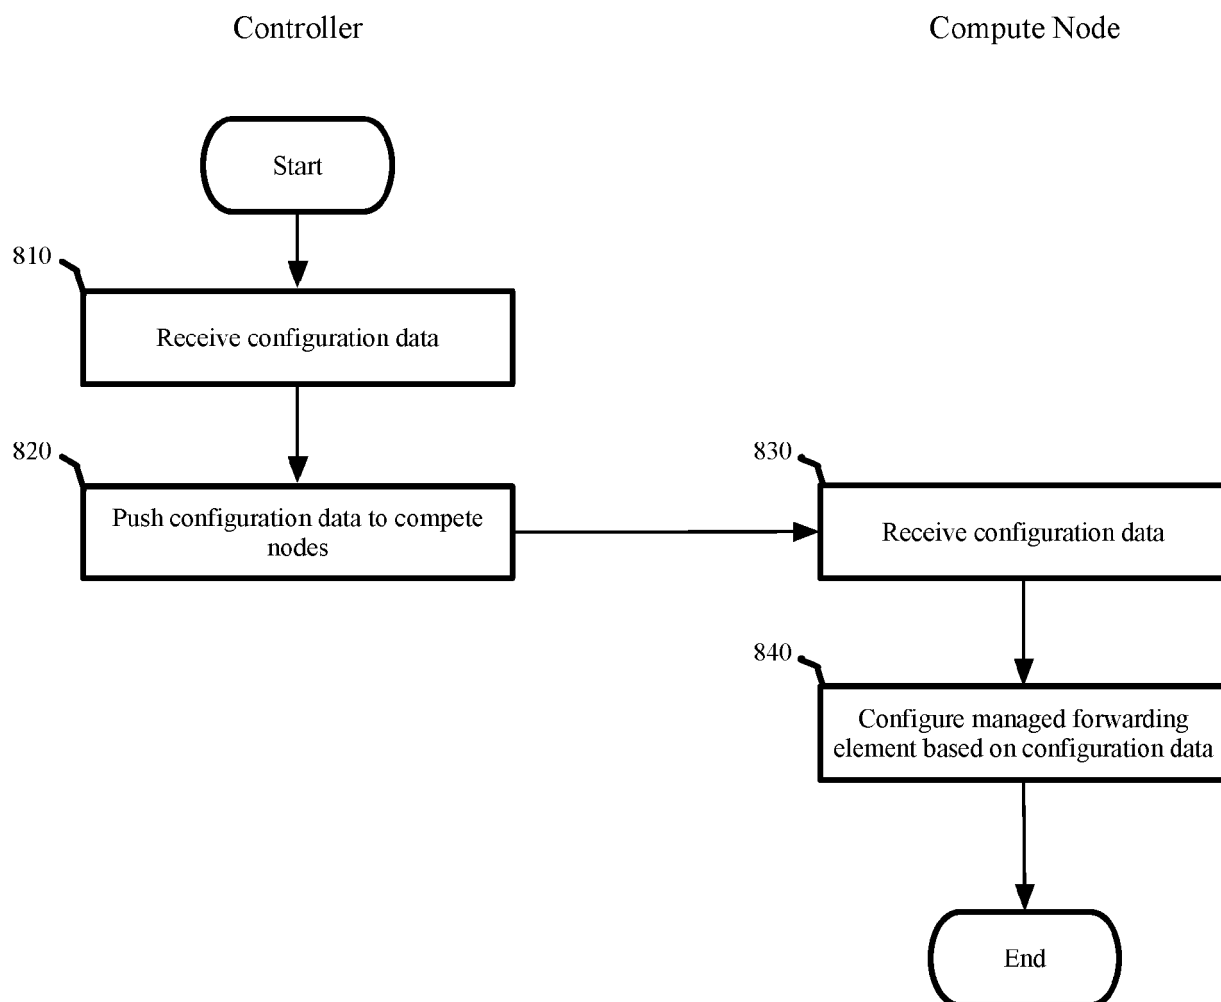 Controller
Compute Node
Start
810
Receive configuration data
820
Push configuration data to compete
nodes
830
Receive configuration data
840
Configure managed forwarding
element based on configuration data
End